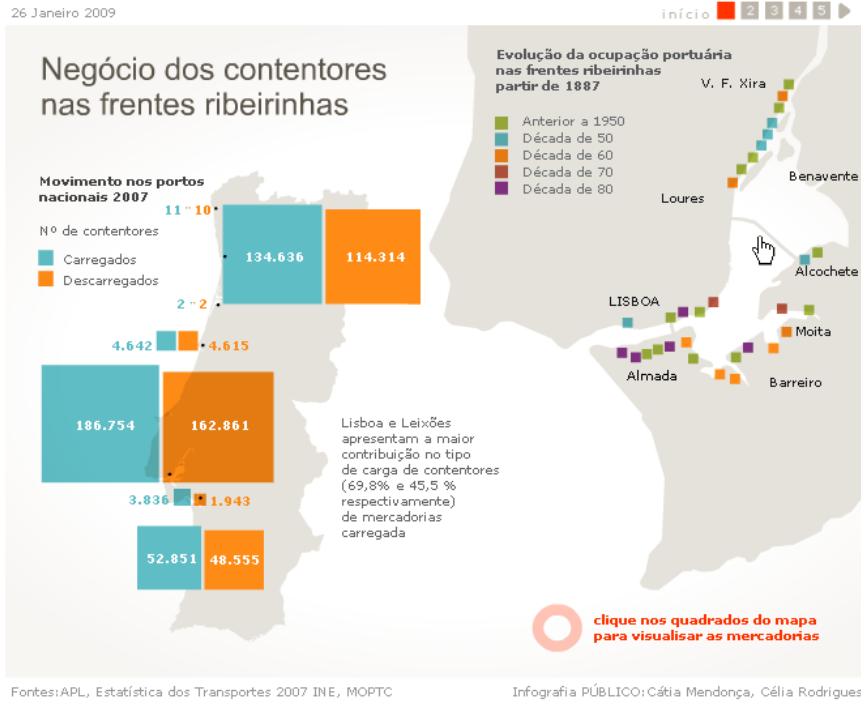 26 Janeiro 2009
início 2 3 4 5
Negócio dos contentores
nas frentes ribeirinhas
Movimento nos portos
nacionais 2007
Nº de contentores
Carregados
Descarregados
11 10
134.636 114.314
2 2
4.642 4.615
186.754 162.861
3.836 1.943
52.851 48.555
Lisboa e Leixões
apresentam a maior
contribuição no tipo
de carga de contentores
(69,8% e 45,5 %
respectivamente)
de mercadorias
carregada
Evolução da ocupação portuária
nas frentes ribeirinhas
partir de 1887
Anterior a 1950
Década de 50
Década de 60
Década de 70
Década de 80
V. F. Xira
Benavente
Loures
Alcochete
LISBOA
Moita
Almada
Barreiro
clique nos quadrados do mapa
para visualisar as mercadorias
Fontes:APL, Estatística dos Transportes 2007 INE, MOPTC
Infografia PÚBLICO:Cátia Mendonça, Célia Rodrigues